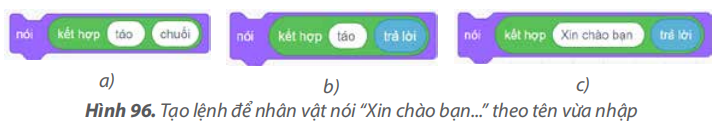 nói kết hợp táo chuối
nói kết hợp táo trả lời
nói kết hợp Xin chào bạn trả lời
a)
b)
c)
Hình 96. Tạo lệnh để nhân vật nói “Xin chào bạn...” theo tên vừa nhập